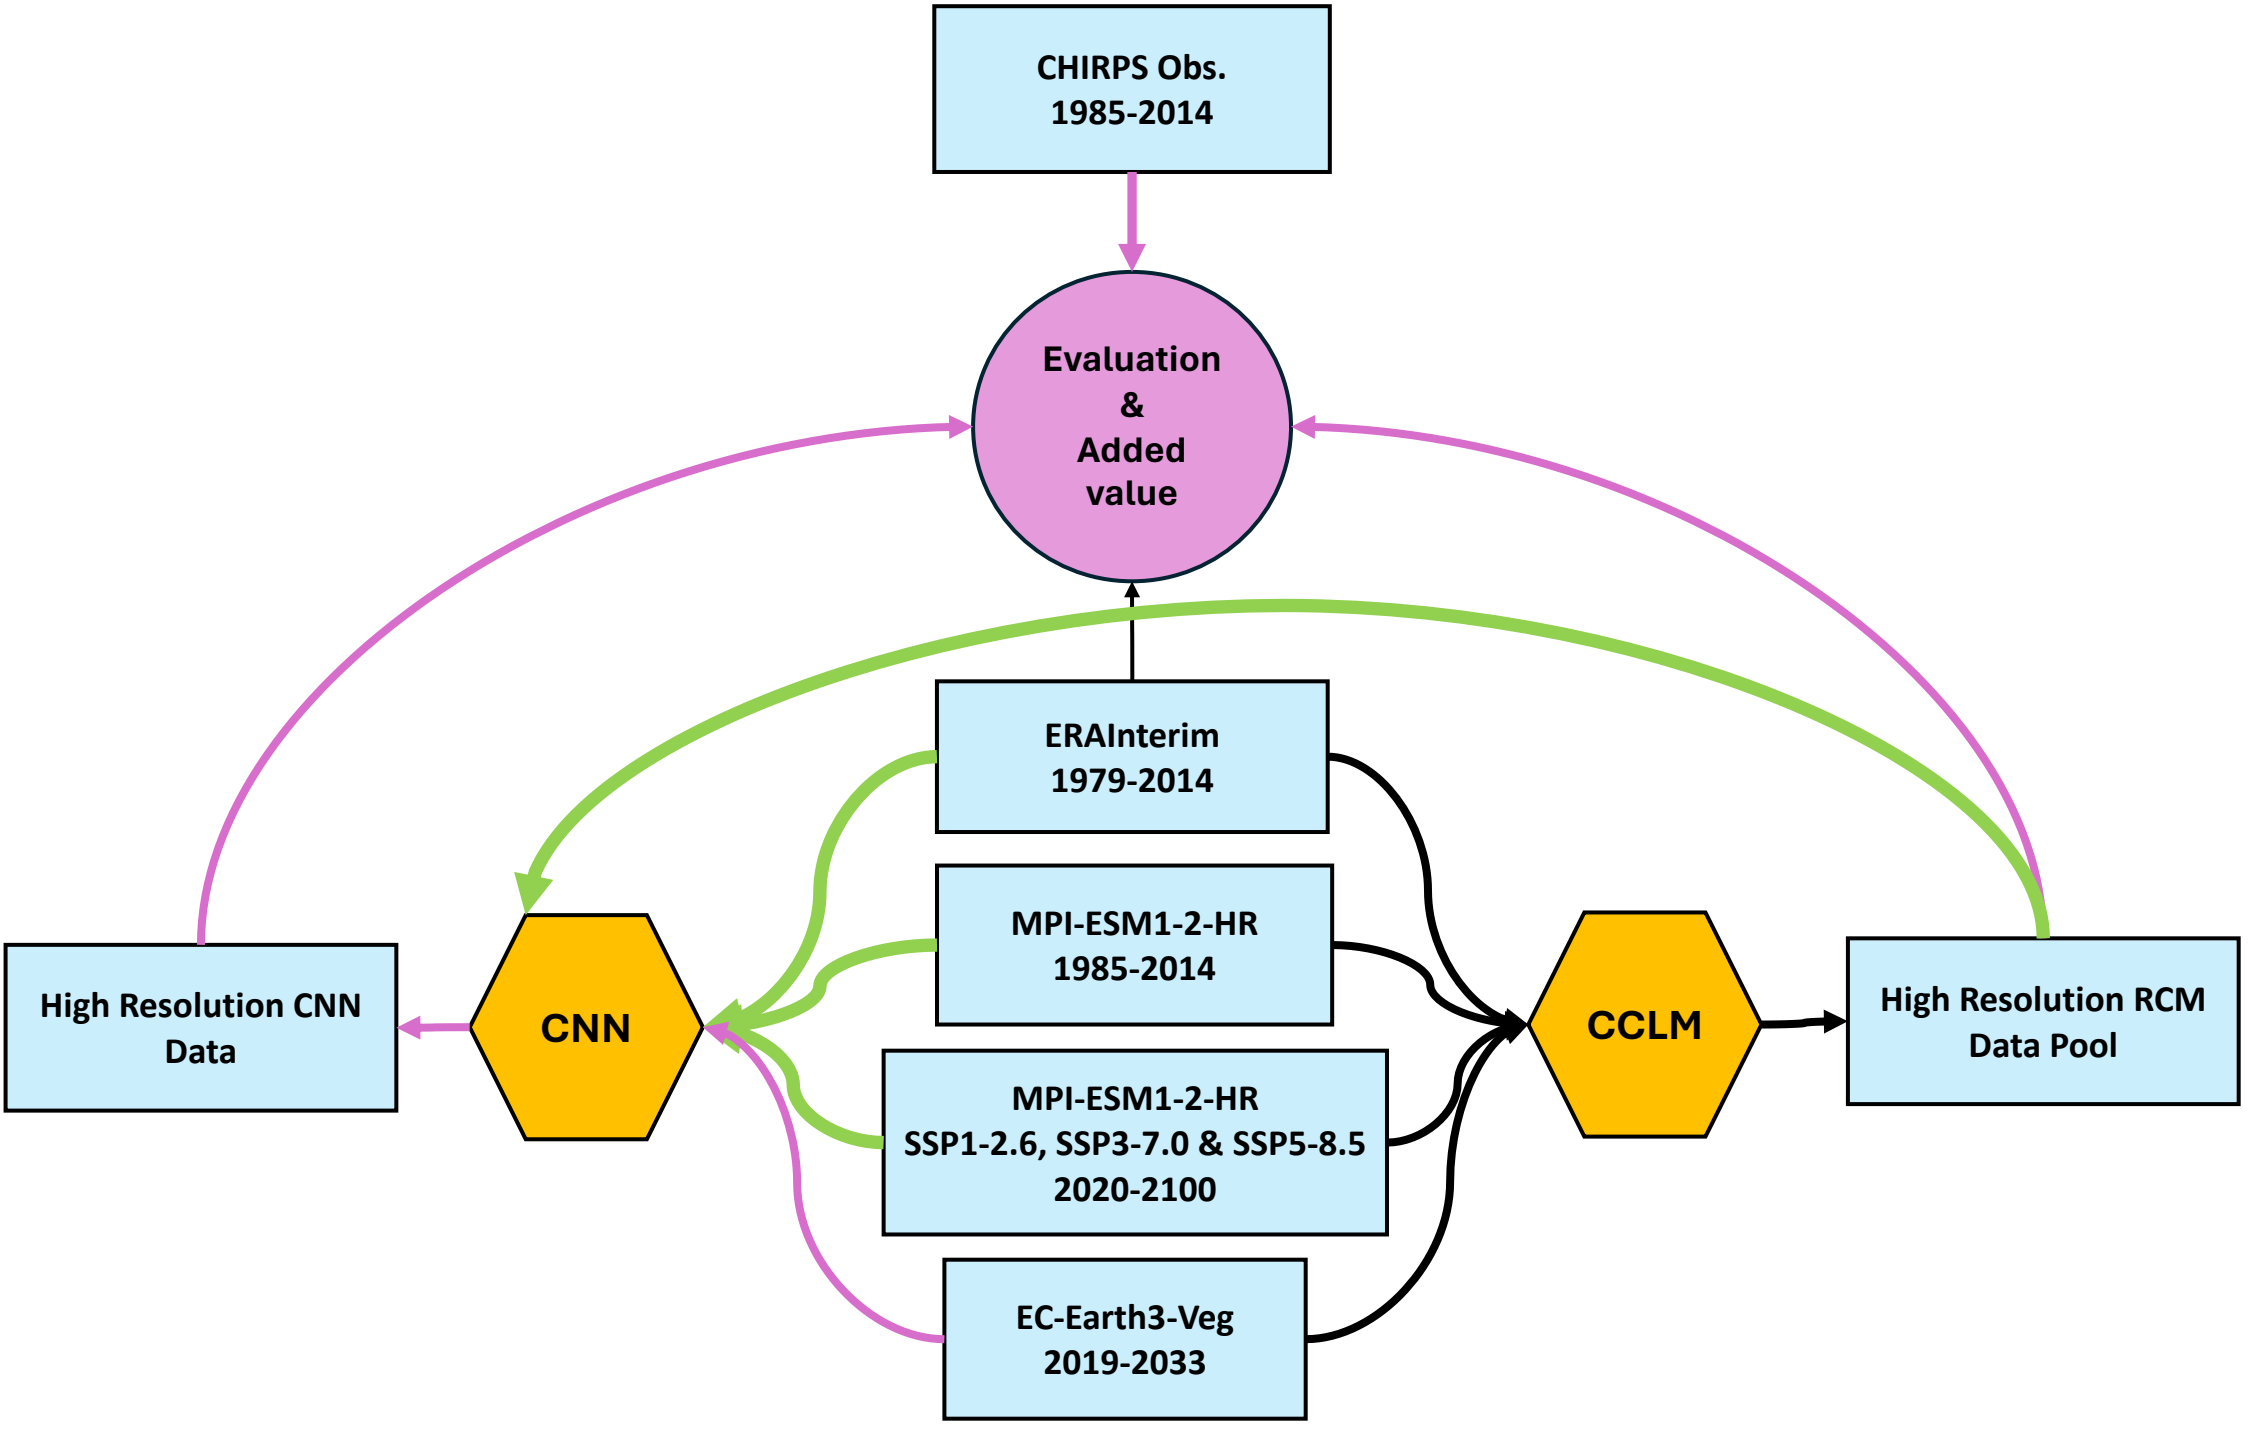 CHIRPS Obs.
1985-2014
Evaluation
&
Added
value
ERAInterim
1979-2014
MPI-ESM1-2-HR
1985-2014
High Resolution CNN
Data
CNN
CCLM
High Resolution RCM
Data Pool
MPI-ESM1-2-HR
SSP1-2.6, SSP3-7.0 & SSP5-8.5
2020-2100
EC-Earth3-Veg
2019-2033